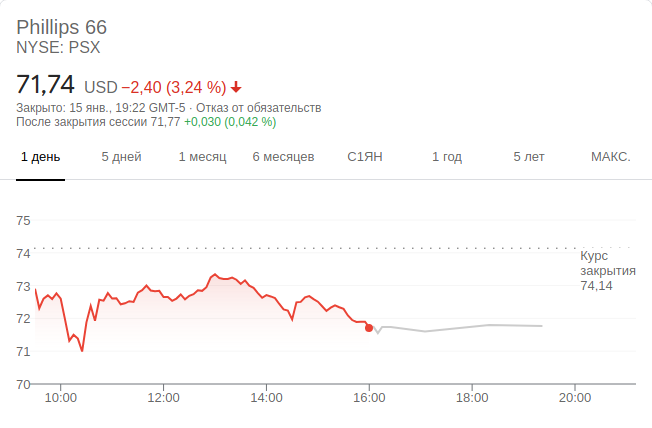 Phillips 66
NYSE: PSX
71,74 USD −2,40 (3,24 %)
Закрыто: 15 янв., 19:22 GMT-5 · Отказ от обязательств
После закрытия сессии 71,77 +0,030 (0,042 %)
1 день 5 дней 1 месяц 6 месяцев С1ЯН 1 год 5 лет МАКС.
75
74
Курс
закрытия
74,14
73
72
71
70
10:00 12:00 14:00 16:00 18:00 20:00